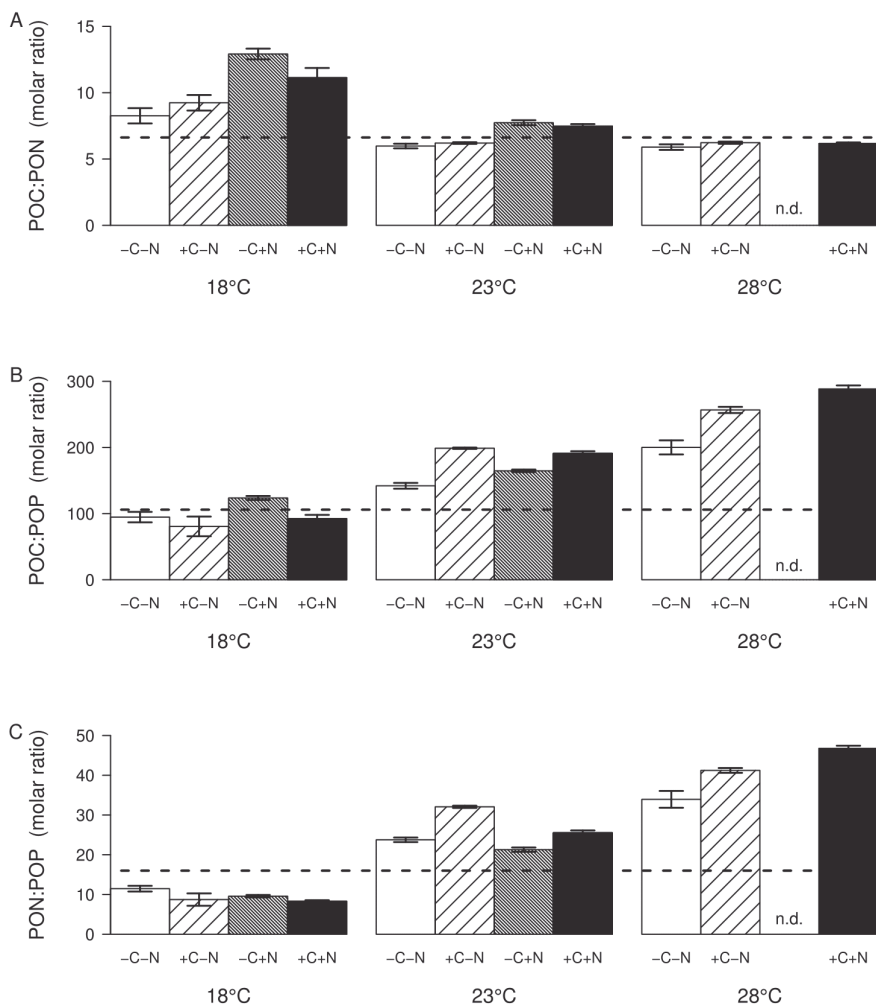 A
POC:PON (molar ratio)
15
10
5
0
n.d.
−C−N +C−N −C+N +C+N −C−N +C−N −C+N +C+N −C−N +C−N +C+N
18°C 23°C 28°C
B
POC:POP (molar ratio)
300
200
100
0
n.d.
−C−N +C−N −C+N +C+N −C−N +C−N −C+N +C+N −C−N +C−N +C+N
18°C 23°C 28°C
C
PON:POP (molar ratio)
50
40
30
20
10
0
n.d.
−C−N +C−N −C+N +C+N −C−N +C−N −C+N +C+N −C−N +C−N +C+N
18°C 23°C 28°C